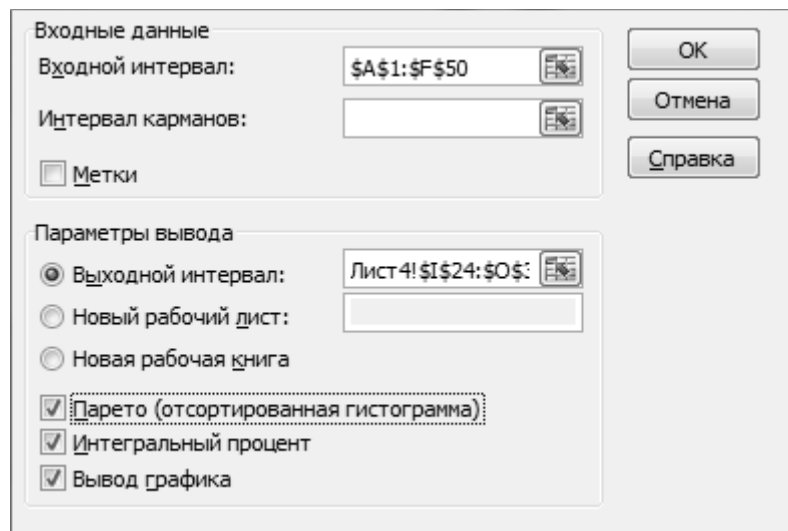 Входные данные
Входной интервал: $A$1:$F$50
Интервал карманов:
Метки
OK
Отмена
Справка
Параметры вывода
Выходной интервал: Лист4!$I$24:$O$3
Новый рабочий лист:
Новая рабочая книга
Парето (отсортированная гистограмма)
Интегральный процент
Вывод графика